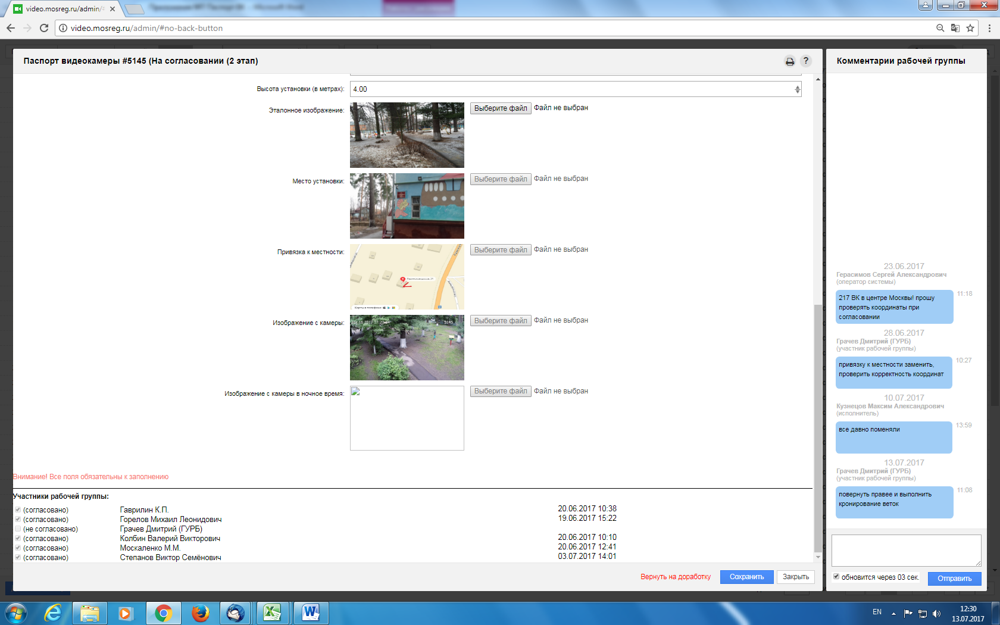 video.mosreg.ru/admin/#
video.mosreg.ru/admin/#no-back-button
Паспорт видеокамеры #5145 (На согласовании (2 этап)
?
Высота установки (в метрах):
4.00
Эталонное изображение:
Выберите файл Файл не выбран
Место установки:
Выберите файл Файл не выбран
Привязка к местности:
Выберите файл Файл не выбран
Изображение с камеры:
5145
Выберите файл Файл не выбран
Изображение с камеры в ночное время:
Выберите файл Файл не выбран
Внимание! Все поля обязательны к заполнению
Участники рабочей группы:
(согласовано) Гаврилин К.П. 20.06.2017 10:38
(согласовано) Горелов Михаил Леонидович 19.06.2017 15:22
(не согласовано) Грачев Дмитрий (ГУРБ)
(согласовано) Колбин Валерий Викторович 20.06.2017 10:10
(согласовано) Москаленко М.М. 20.06.2017 12:41
(согласовано) Степанов Виктор Семёнович 03.07.2017 14:01
Вернуть на доработку Сохранить Закрыть
Комментарии рабочей группы
23.06.2017
Герасимов Сергей Александрович
(оператор системы)
217 ВК в центре Москвы! прошу 11:18
проверять координаты при
согласовании
28.06.2017
Грачев Дмитрий (ГУРБ)
(участник рабочей группы)
привязку к местности заменить, 10:27
проверить корректность координат
10.07.2017
Кузнецов Максим Александрович
(исполнитель)
все давно поменяли 13:59
13.07.2017
Грачев Дмитрий (ГУРБ)
(участник рабочей группы)
повернуть правее и выполнить 11:08
кронирование веток
обновится через 03 сек. Отправить
EN
12:30
13.07.2017